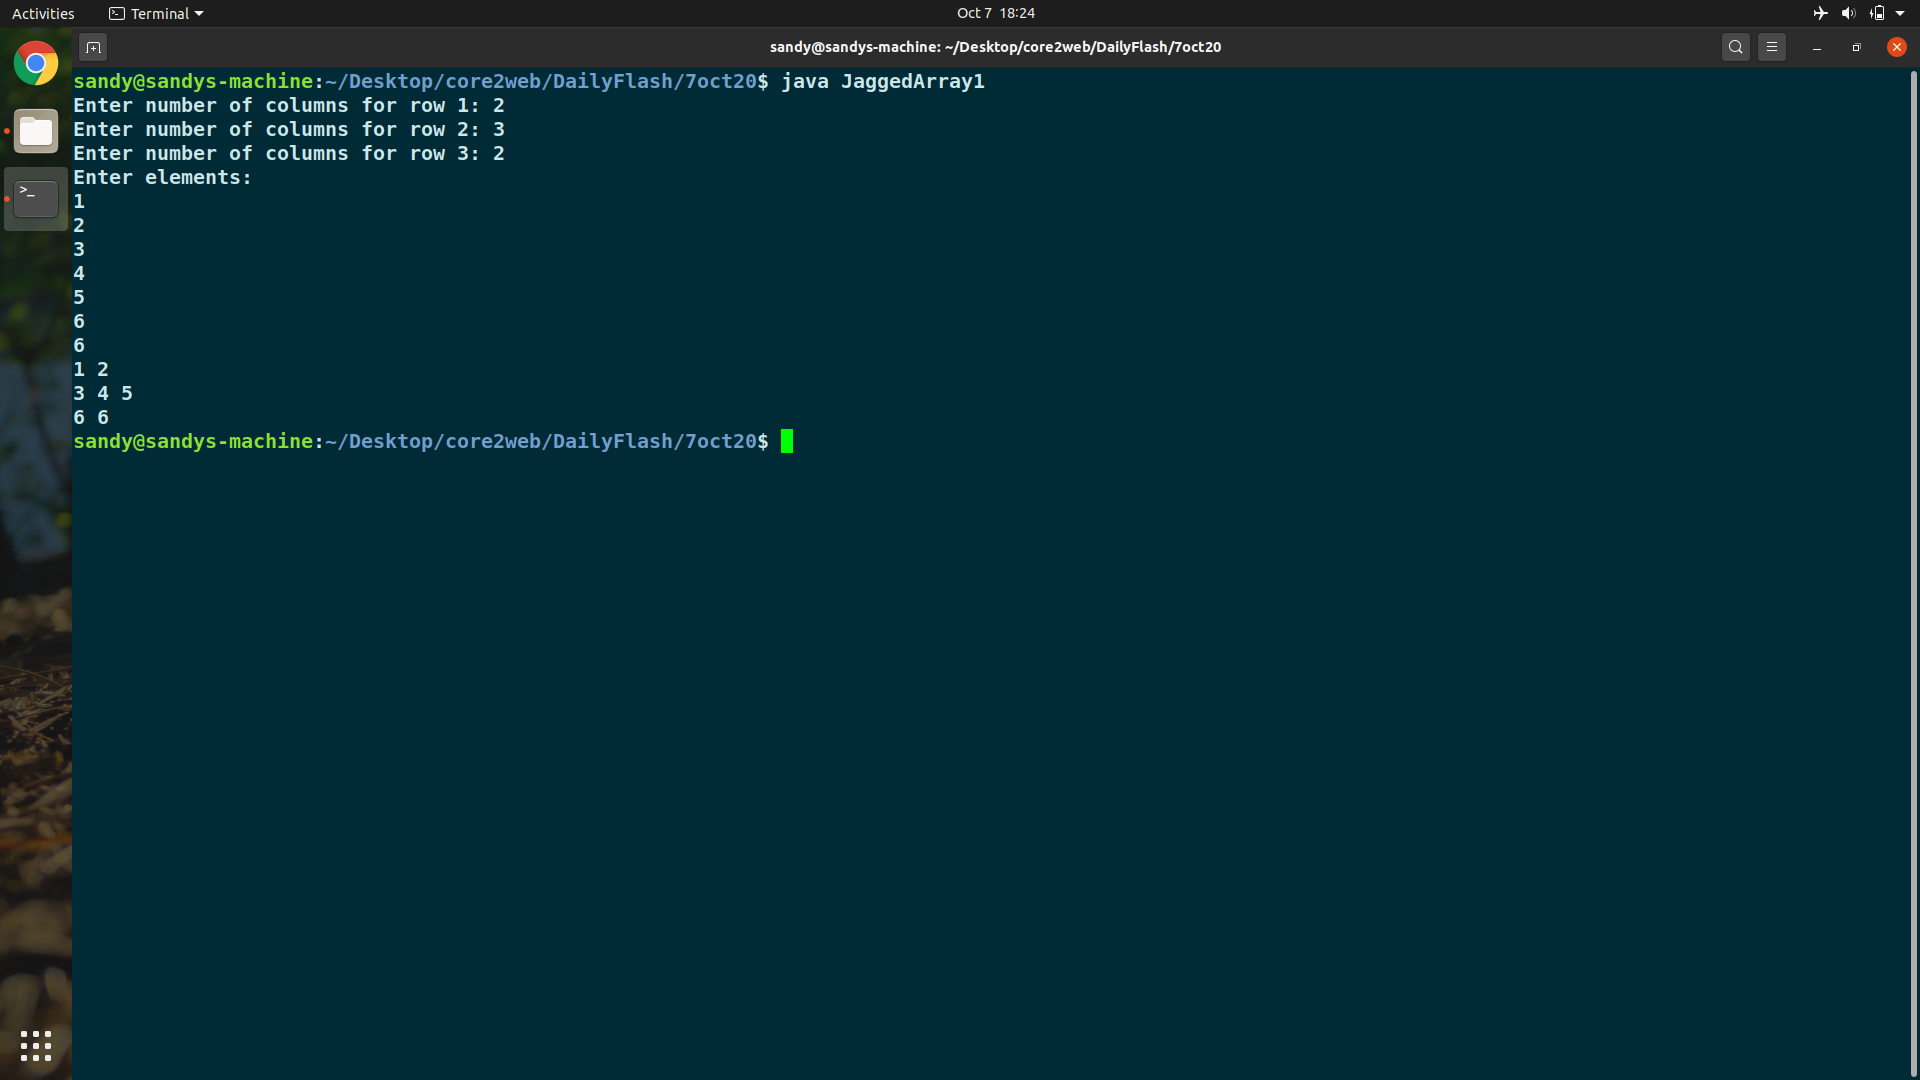 Activities
Terminal
Oct 7 18:24
sandy@sandys-machine: ~/Desktop/core2web/DailyFlash/7oct20
sandy@sandys-machine:~/Desktop/core2web/DailyFlash/7oct20$ java JaggedArray1
Enter number of columns for row 1: 2
Enter number of columns for row 2: 3
Enter number of columns for row 3: 2
Enter elements:
1
2
3
4
5
6
6
1 2
3 4 5
6 6
sandy@sandys-machine:~/Desktop/core2web/DailyFlash/7oct20$